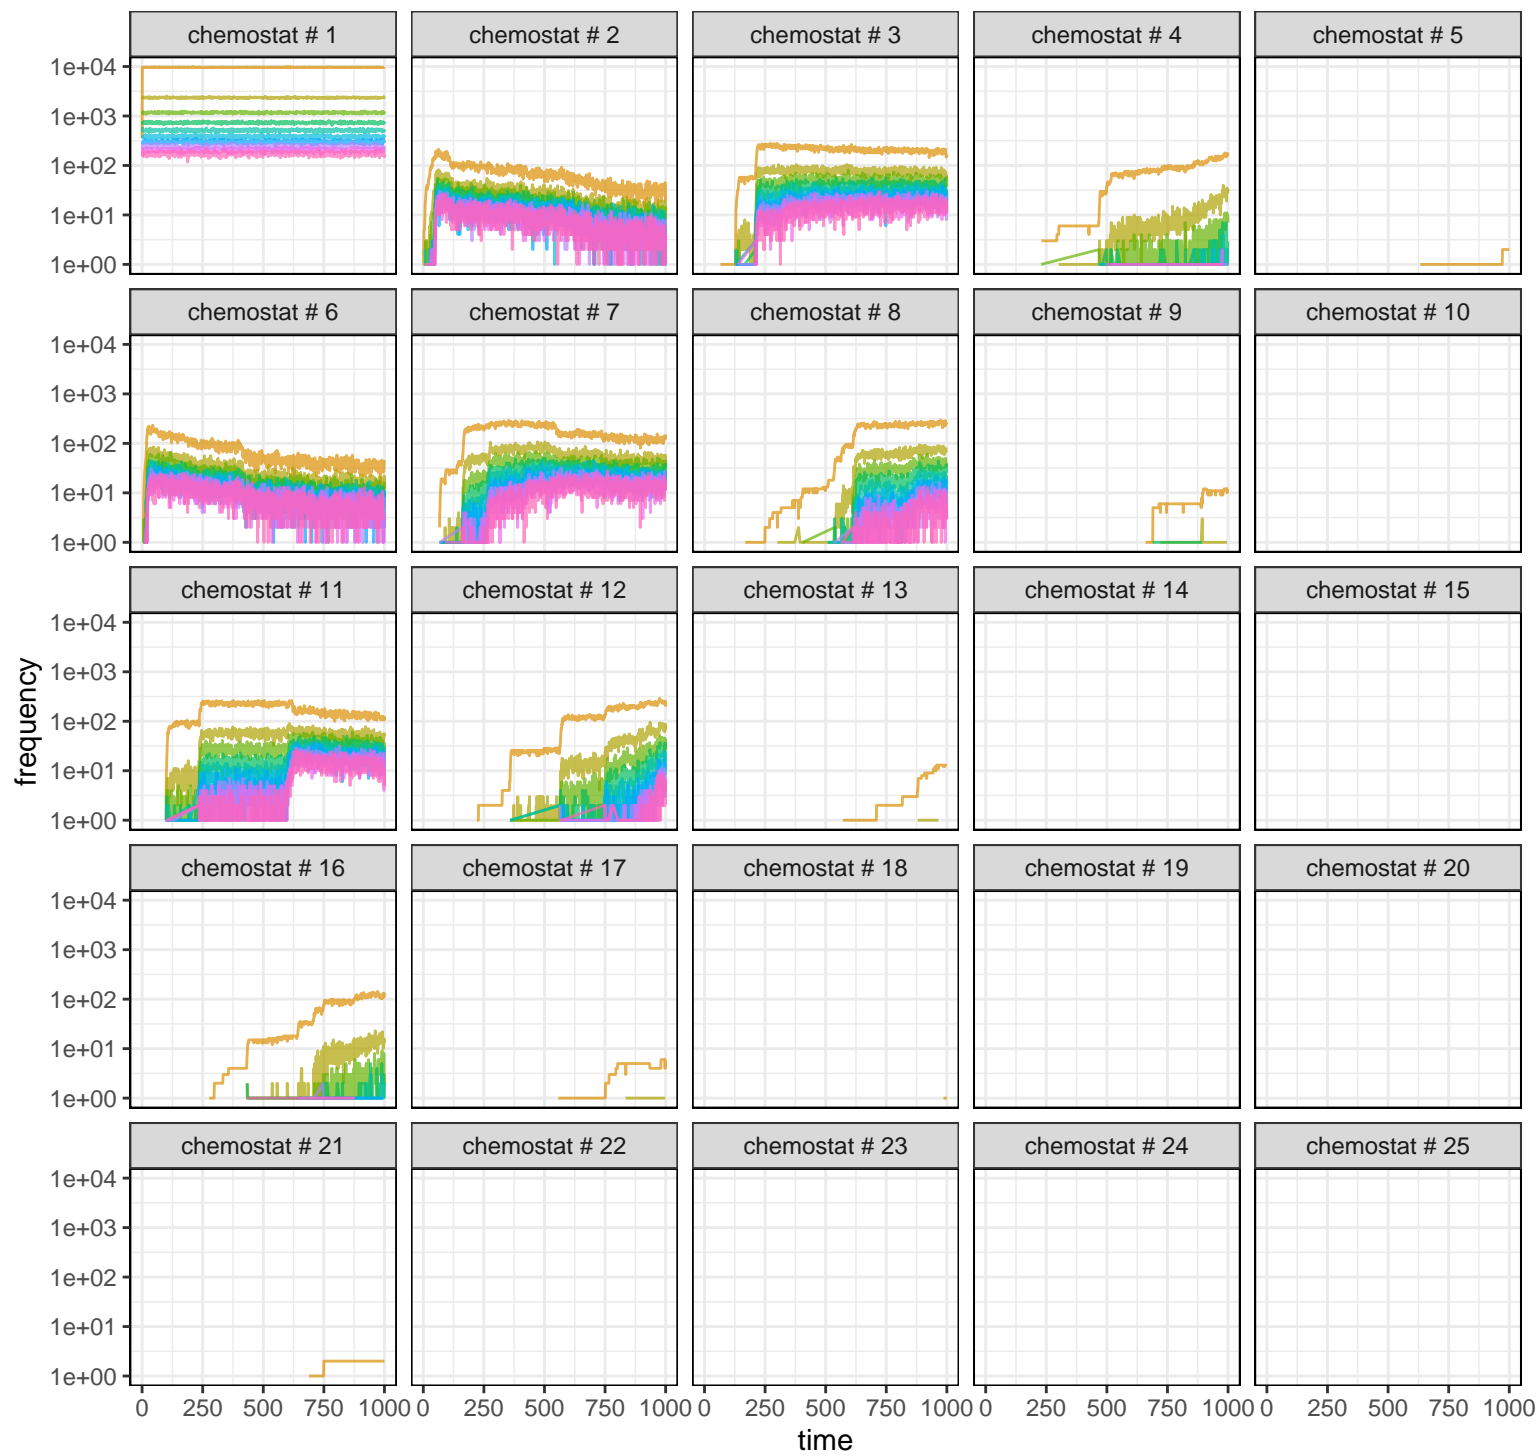 chemostat # 1 chemostat # 2 chemostat # 3 chemostat # 4 chemostat # 5
1e+04
1e+03
1e+02
1e+01
1e+00
chemostat # 6 chemostat # 7 chemostat # 8 chemostat # 9 chemostat # 10
1e+04
1e+03
1e+02
1e+01
1e+00
chemostat # 11 chemostat # 12 chemostat # 13 chemostat # 14 chemostat # 15
1e+04
1e+03
1e+02
1e+01
1e+00
frequency
chemostat # 16 chemostat # 17 chemostat # 18 chemostat # 19 chemostat # 20
1e+04
1e+03
1e+02
1e+01
1e+00
chemostat # 21 chemostat # 22 chemostat # 23 chemostat # 24 chemostat # 25
1e+04
1e+03
1e+02
1e+01
1e+00
0 250 500 750 1000 0 250 500 750 1000 0 250 500 750 1000 0 250 500 750 1000 0 250 500 750 1000
time